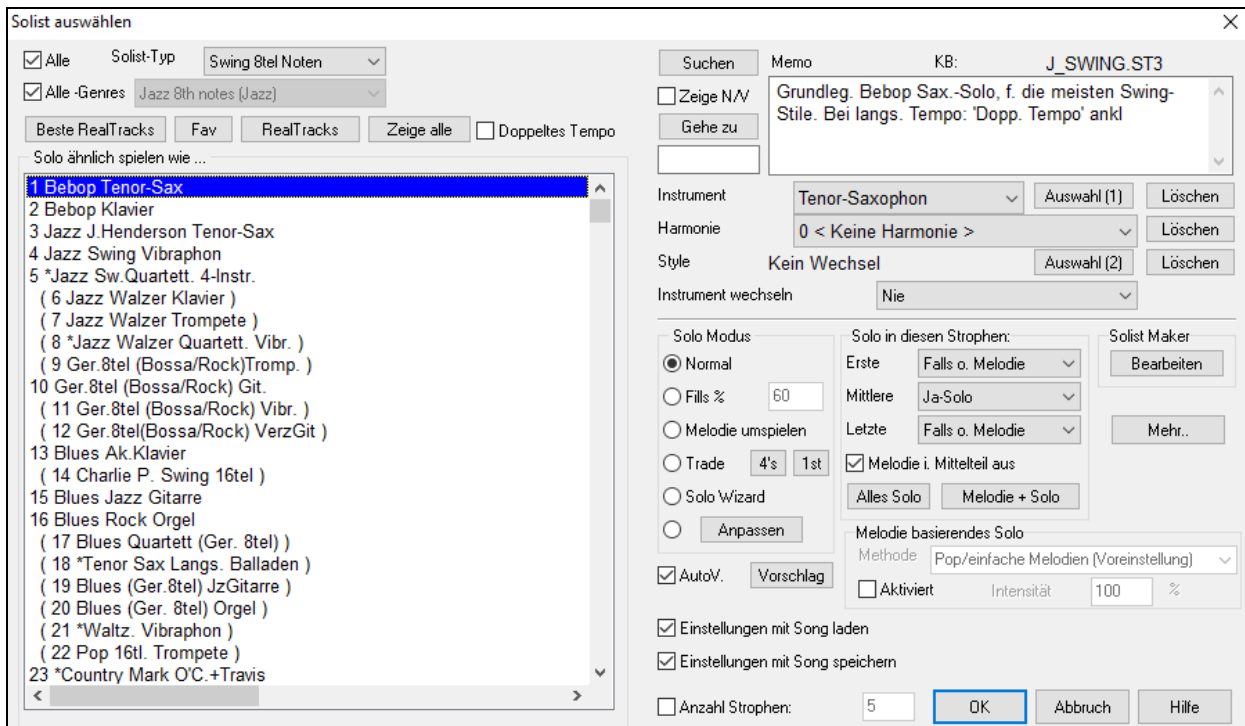 Solist auswählen
Alle
Solist-Typ
Swing 8tel Noten
Alle -Genres
Jazz 8th notes (Jazz)
Beste RealTracks
Fav
RealTracks
Zeige alle
Doppeltes Tempo
Solo ähnlich spielen wie ...
1 Bebop Tenor-Sax
2 Bebop Klavier
3 Jazz J.Henderson Tenor-Sax
4 Jazz Swing Vibraphon
5 *Jazz Sw.Quartett. 4-Instr.
( 6 Jazz Walzer Klavier )
( 7 Jazz Walzer Trompete )
( 8 *Jazz Walzer Quartett. Vibr. )
( 9 Ger.8tel (Bossa/Rock)Tromp. )
10 Ger.8tel (Bossa/Rock) Git.
( 11 Ger.8tel (Bossa/Rock) Vibr. )
( 12 Ger.8tel(Bossa/Rock) VerzGit )
13 Blues Ak.Klavier
( 14 Charlie P. Swing 16tel )
15 Blues Jazz Gitarre
16 Blues Rock Orgel
( 17 Blues Quartett (Ger. 8tel) )
( 18 *Tenor Sax Langs. Balladen )
( 19 Blues (Ger.8tel) JzGitarre )
( 20 Blues (Ger. 8tel) Orgel )
( 21 *Waltz. Vibraphon )
( 22 Pop 16tl. Trompete )
23 *Country Mark O'C.+Travis
Suchen
Memo
KB:
J_SWING.ST3
Zeige N/V
Gehe zu
Grundleg. Bebop Sax.-Solo, f. die meisten Swing-
Stile. Bei langs. Tempo: 'Dopp. Tempo' ankl
Instrument
Tenor-Saxophon
Auswahl (1)
Löschen
Harmonie
0 < Keine Harmonie >
Löschen
Style
Kein Wechsel
Auswahl (2)
Löschen
Instrument wechseln
Nie
Solo Modus
Normal
Fills %
60
Melodie umspielen
Trade
4's
1st
Solo Wizard
Anpassen
AutoV.
Vorschlag
Solo in diesen Strophen:
Erste
Falls o. Melodie
Mittlere
Ja-Solo
Letzte
Falls o. Melodie
Melodie i. Mittelteil aus
Alles Solo
Melodie + Solo
Solist Maker
Bearbeiten
Mehr..
Melodie basierendes Solo
Methode
Pop/einfache Melodien (Voreinstellung)
Aktiviert
Intensität
100
%
Einstellungen mit Song laden
Einstellungen mit Song speichern
Anzahl Strophen:
5
OK
Abbruch
Hilfe